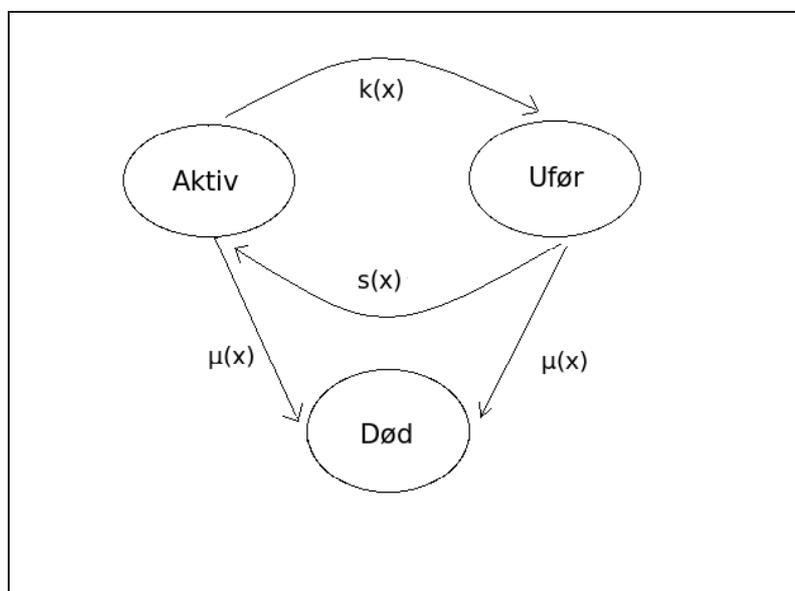 k(x)
Aktiv
Ufør
s(x)
μ(x)
μ(x)
Død